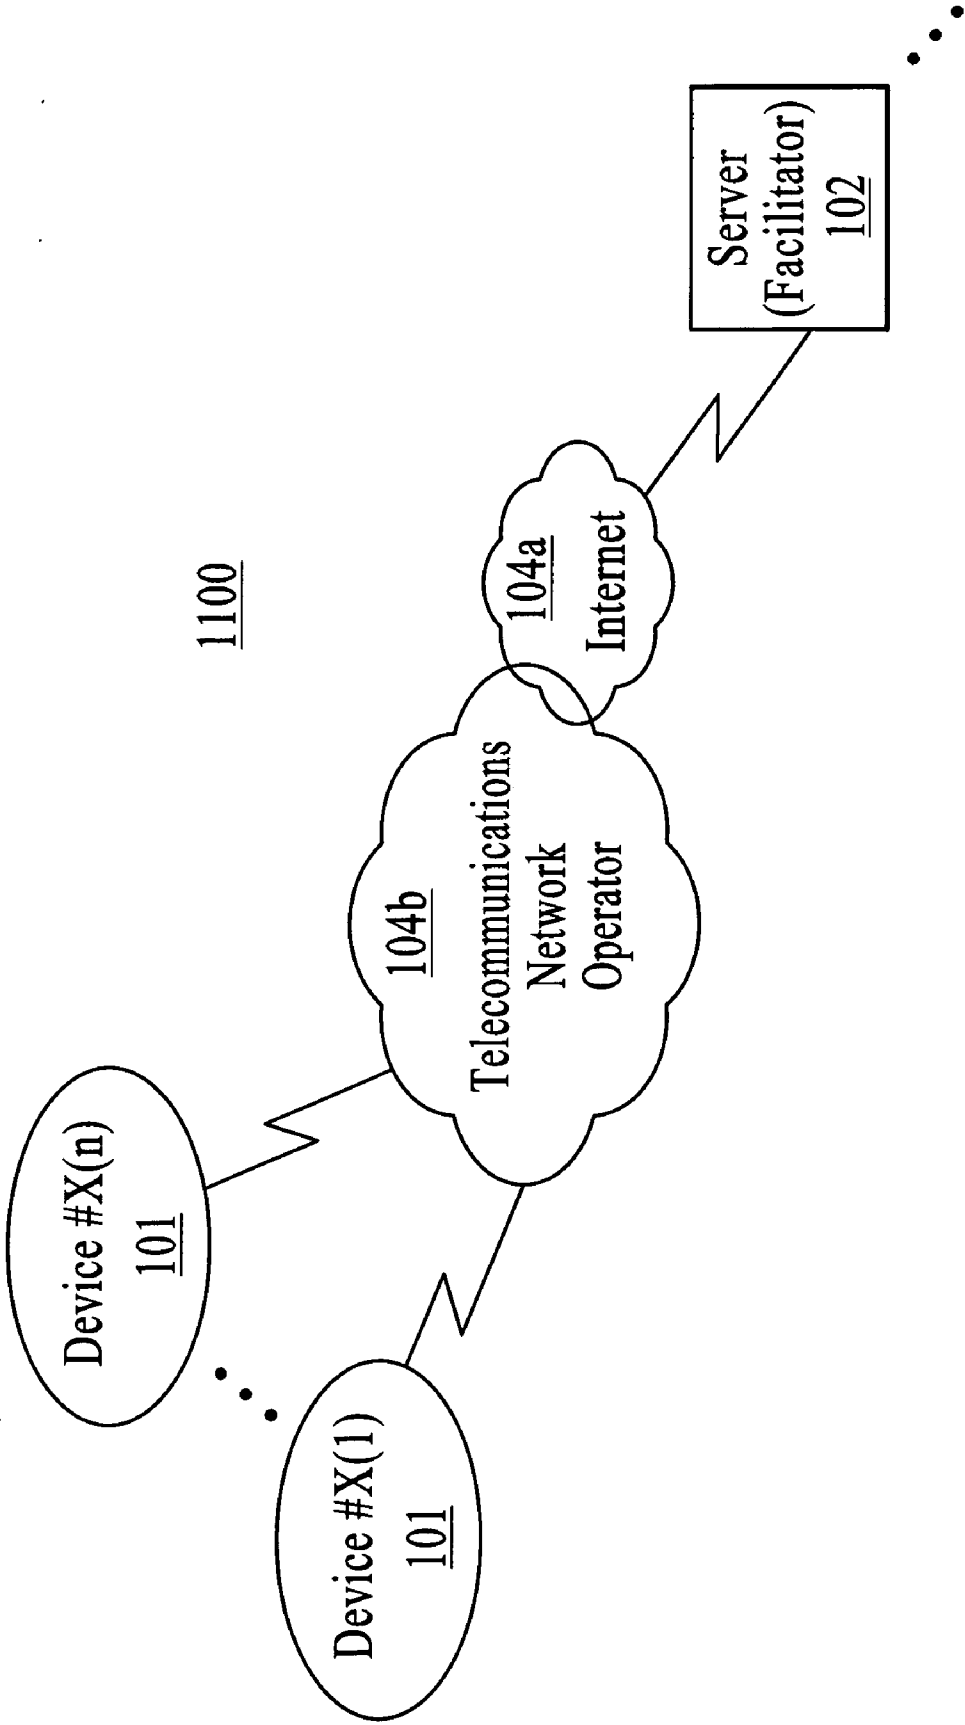 1100
Device #X(n)
101
Device #X(1)
101
104b
Telecommunications
Network
Operator
104a
Internet
Server
(Facilitator)
102